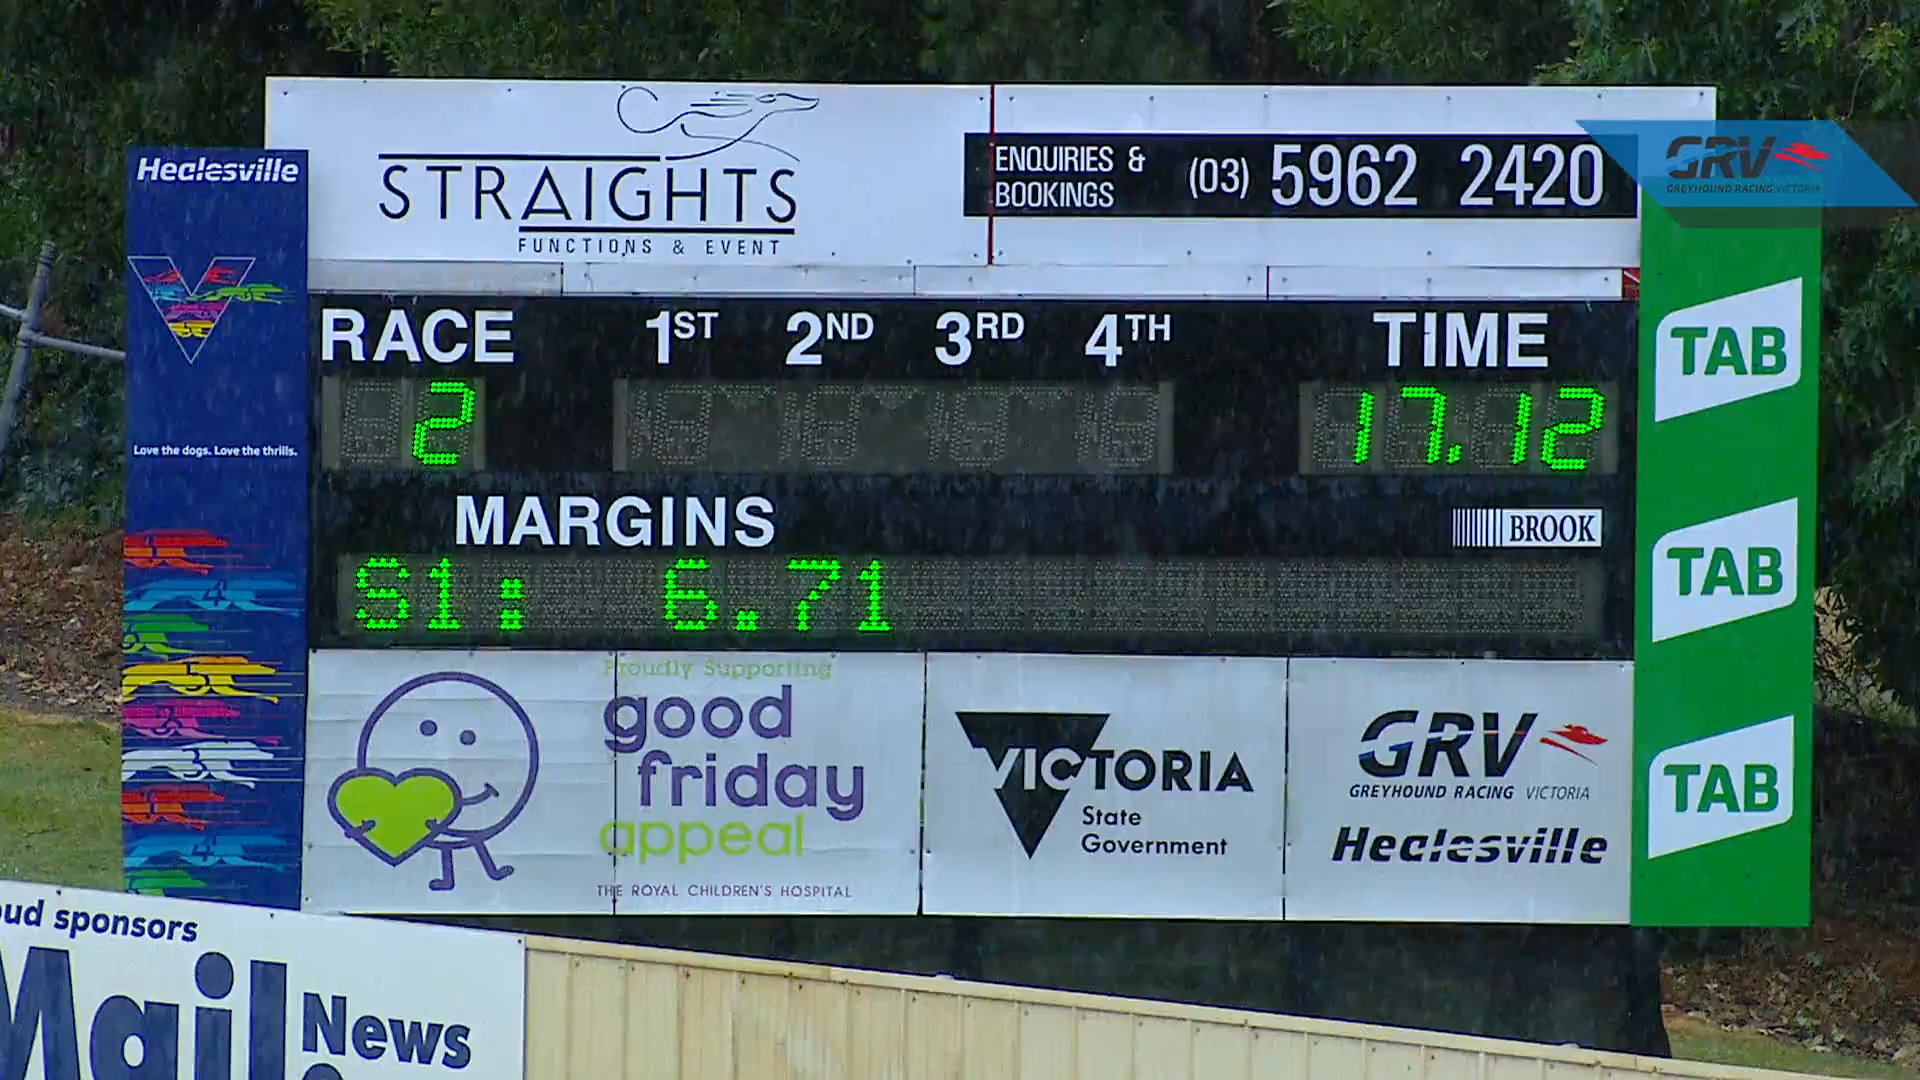 Healesville
STRAIGHTS
FUNCTIONS & EVENT
ENQUIRIES &
BOOKINGS
(03) 5962 2420
GRV
GREYHOUND RACING VICTORIA
RACE 1ST 2ND 3RD 4TH TIME
2 17.12
MARGINS
BROOK
S1: 6.71
Love the dogs. Love the thrills.
TAB
TAB
TAB
Proudly Supporting
good
friday
appeal
THE ROYAL CHILDREN'S HOSPITAL
VICTORIA
State
Government
GRV
GREYHOUND RACING VICTORIA
Healesville
sponsors
Mail
News